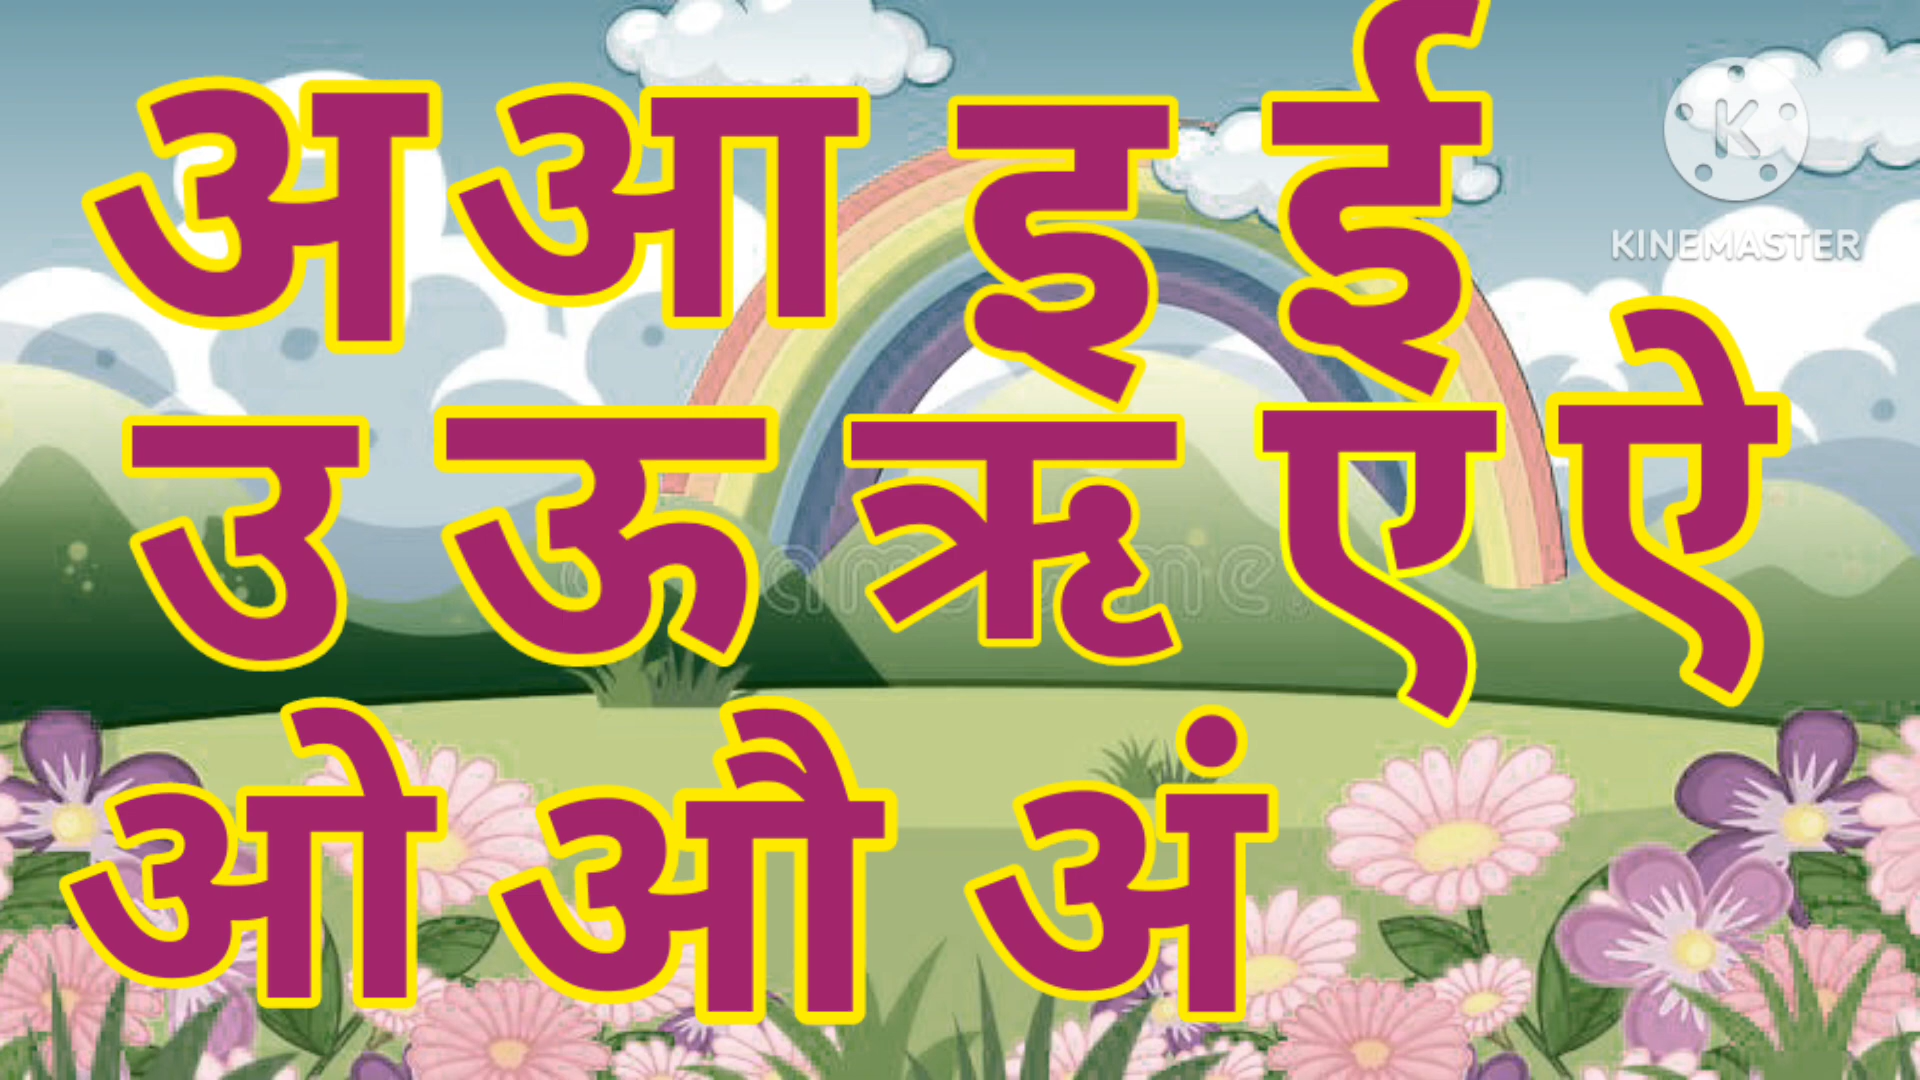 अ आ इ ई
K
KINEMASTER
उ ऊ ऋ ए ऐ
ओ औ अं